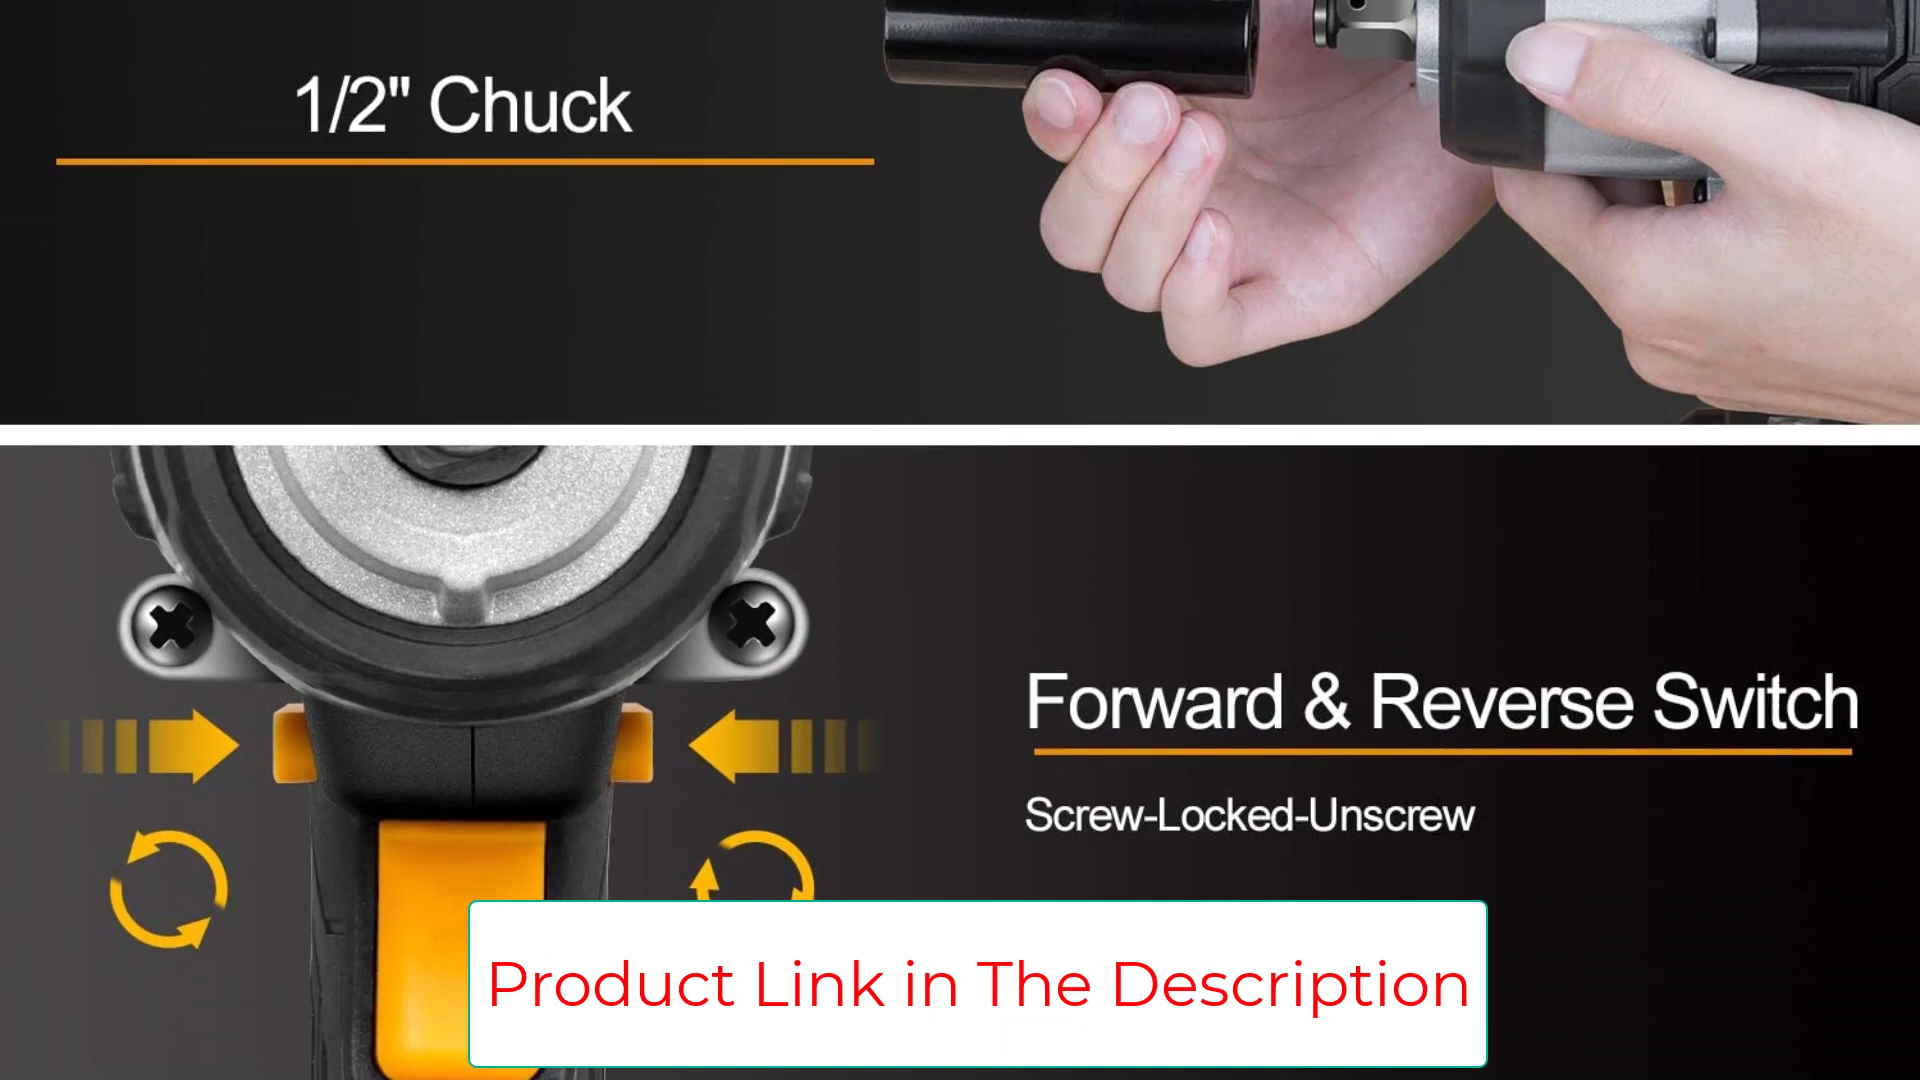 1/2" Chuck
Forward & Reverse Switch
Screw-Locked-Unscrew
Product Link in The Description